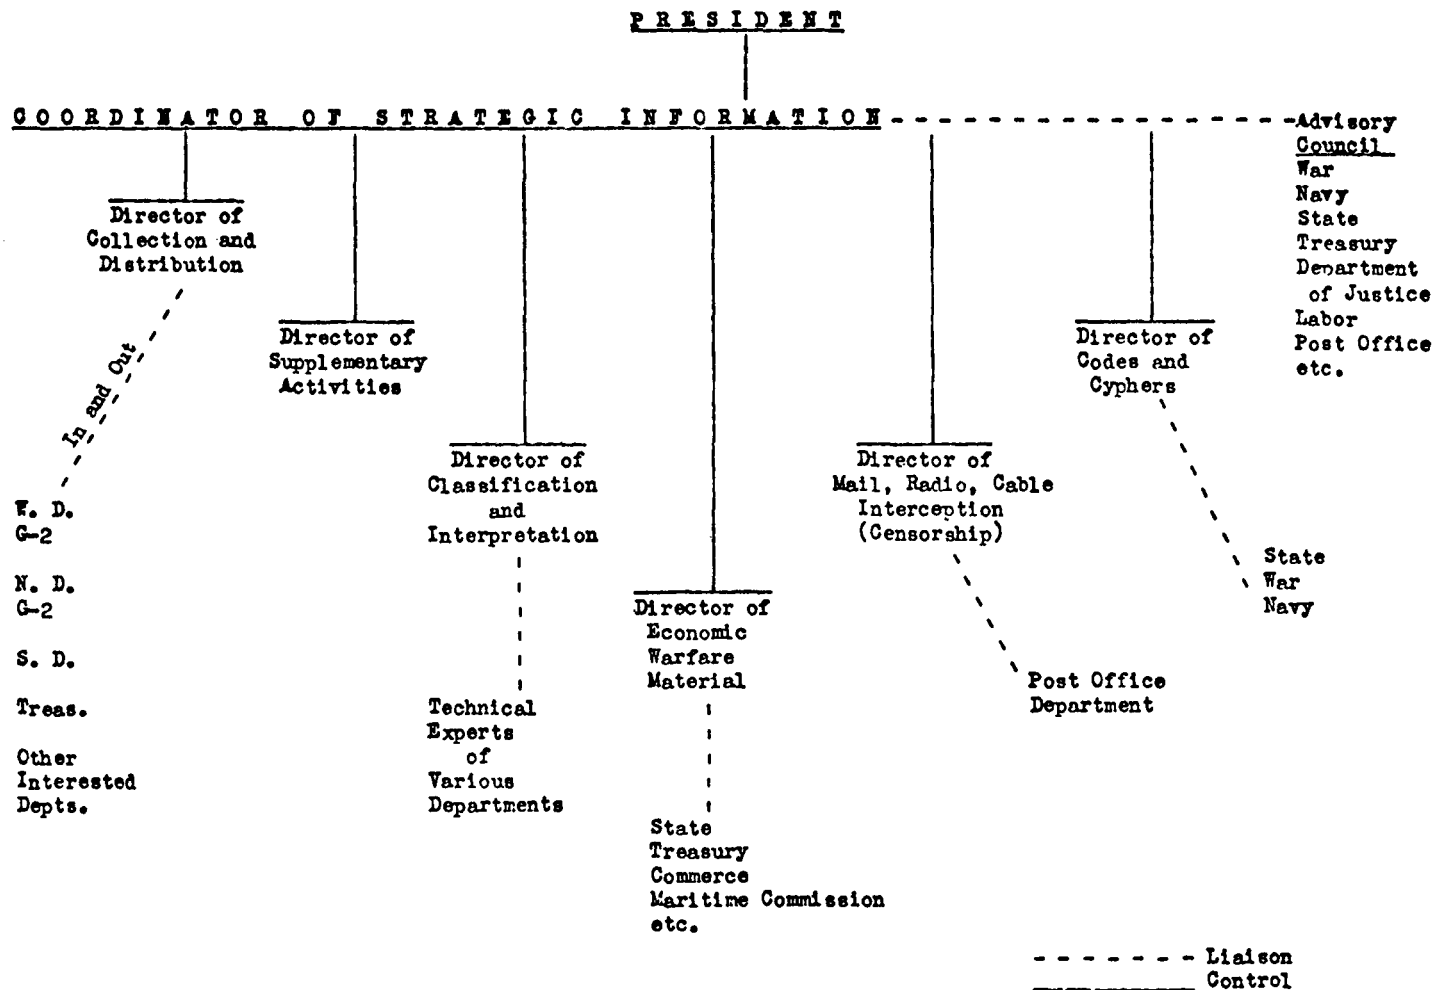 PRESIDENT
COORDINATOR OF STRATEGIC INFORMATION
Advisory
Council
War
Navy
State
Treasury
Department
of Justice
Labor
Post Office
etc.
Director of
Collection and
Distribution
In and Out
W. D.
G-2
N. D.
G-2
S. D.
Treas.
Other
Interested
Depts.
Director of
Supplementary
Activities
Director of
Classification
and
Interpretation
Technical
Experts
of
Various
Departments
Director of
Economic
Warfare
Material
State
Treasury
Commerce
Maritime Commission
etc.
Director of
Mail, Radio, Cable
Interception
(Censorship)
Post Office
Department
Director of
Codes and
Cyphers
State
War
Navy
Liaison
Control